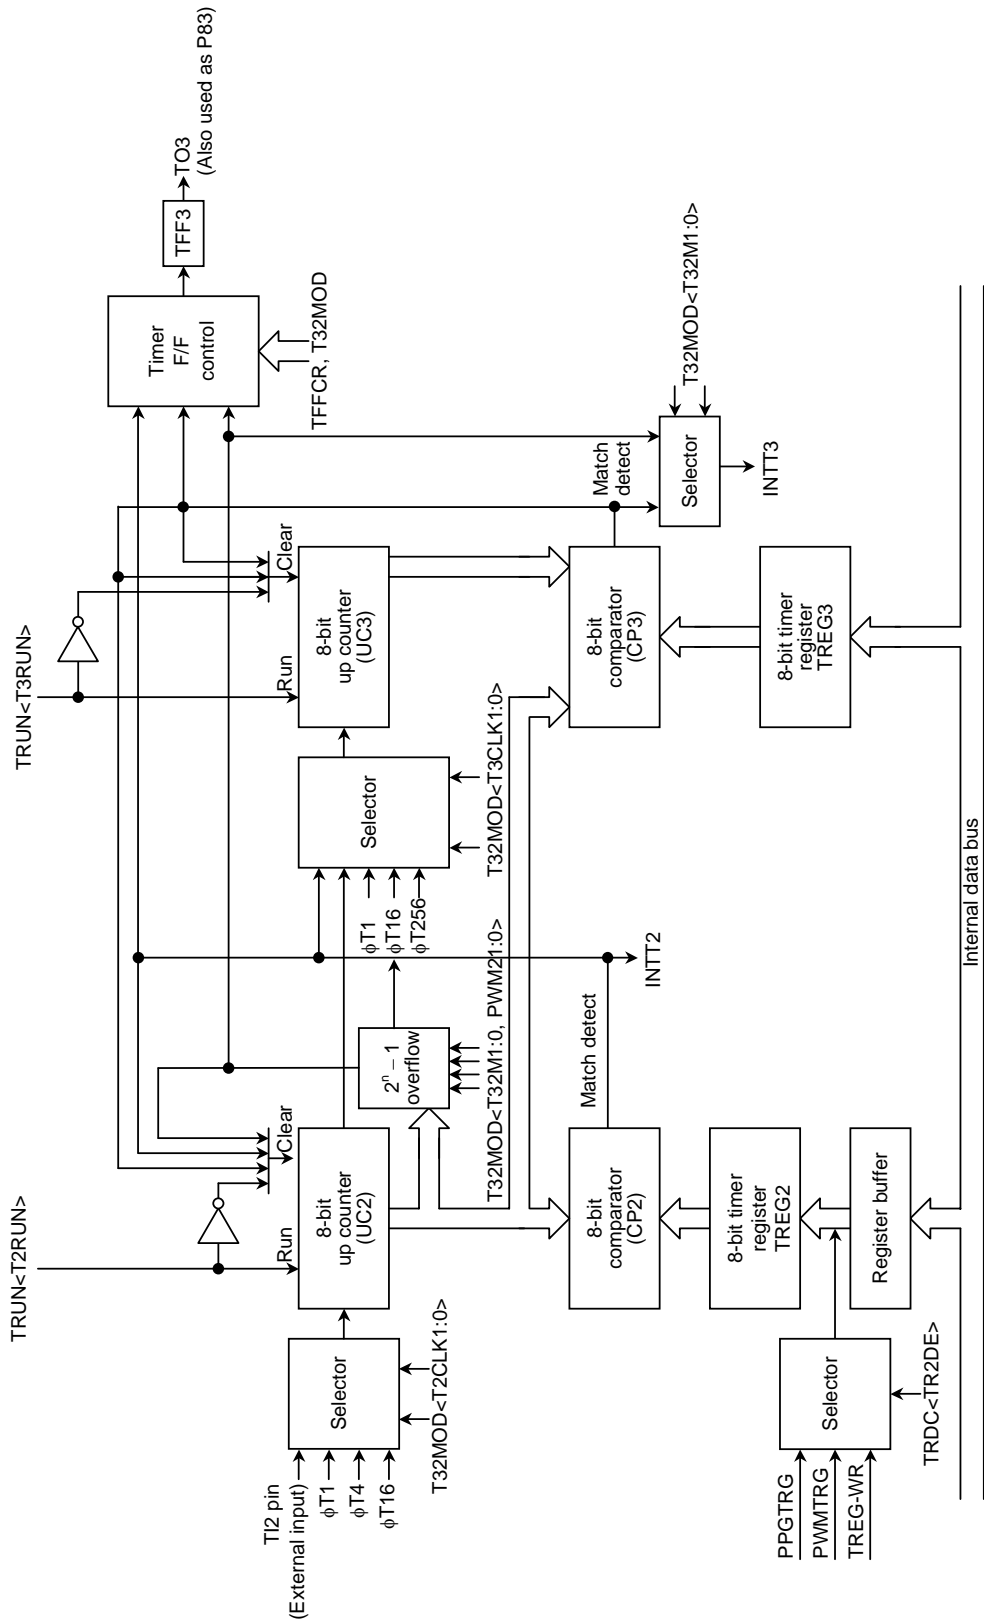 TRUN<T2RUN>
TRUN<T3RUN>
TO3
(Also used as P83)
TFF3
Timer
F/F
control
TFFCR, T32MOD
TI2 pin
(External input)
ϕT1
ϕT4
ϕT16
Selector
T32MOD<T2CLK1:0>
Run
Clear
8-bit
up counter
(UC2)
2ⁿ – 1
overflow
T32MOD<T32M1:0, PWM21:0>
ϕT1
ϕT16
ϕT256
Selector
T32MOD<T3CLK1:0>
Run
Clear
8-bit
up counter
(UC3)
8-bit
comparator
(CP2)
Match detect
INTT2
8-bit
comparator
(CP3)
Match
detect
Selector
T32MOD<T32M1:0>
INTT3
8-bit timer
register
TREG2
8-bit timer
register
TREG3
PPGTRG
PWMTRG
TREG-WR
Selector
TRDC<TR2DE>
Register buffer
Internal data bus